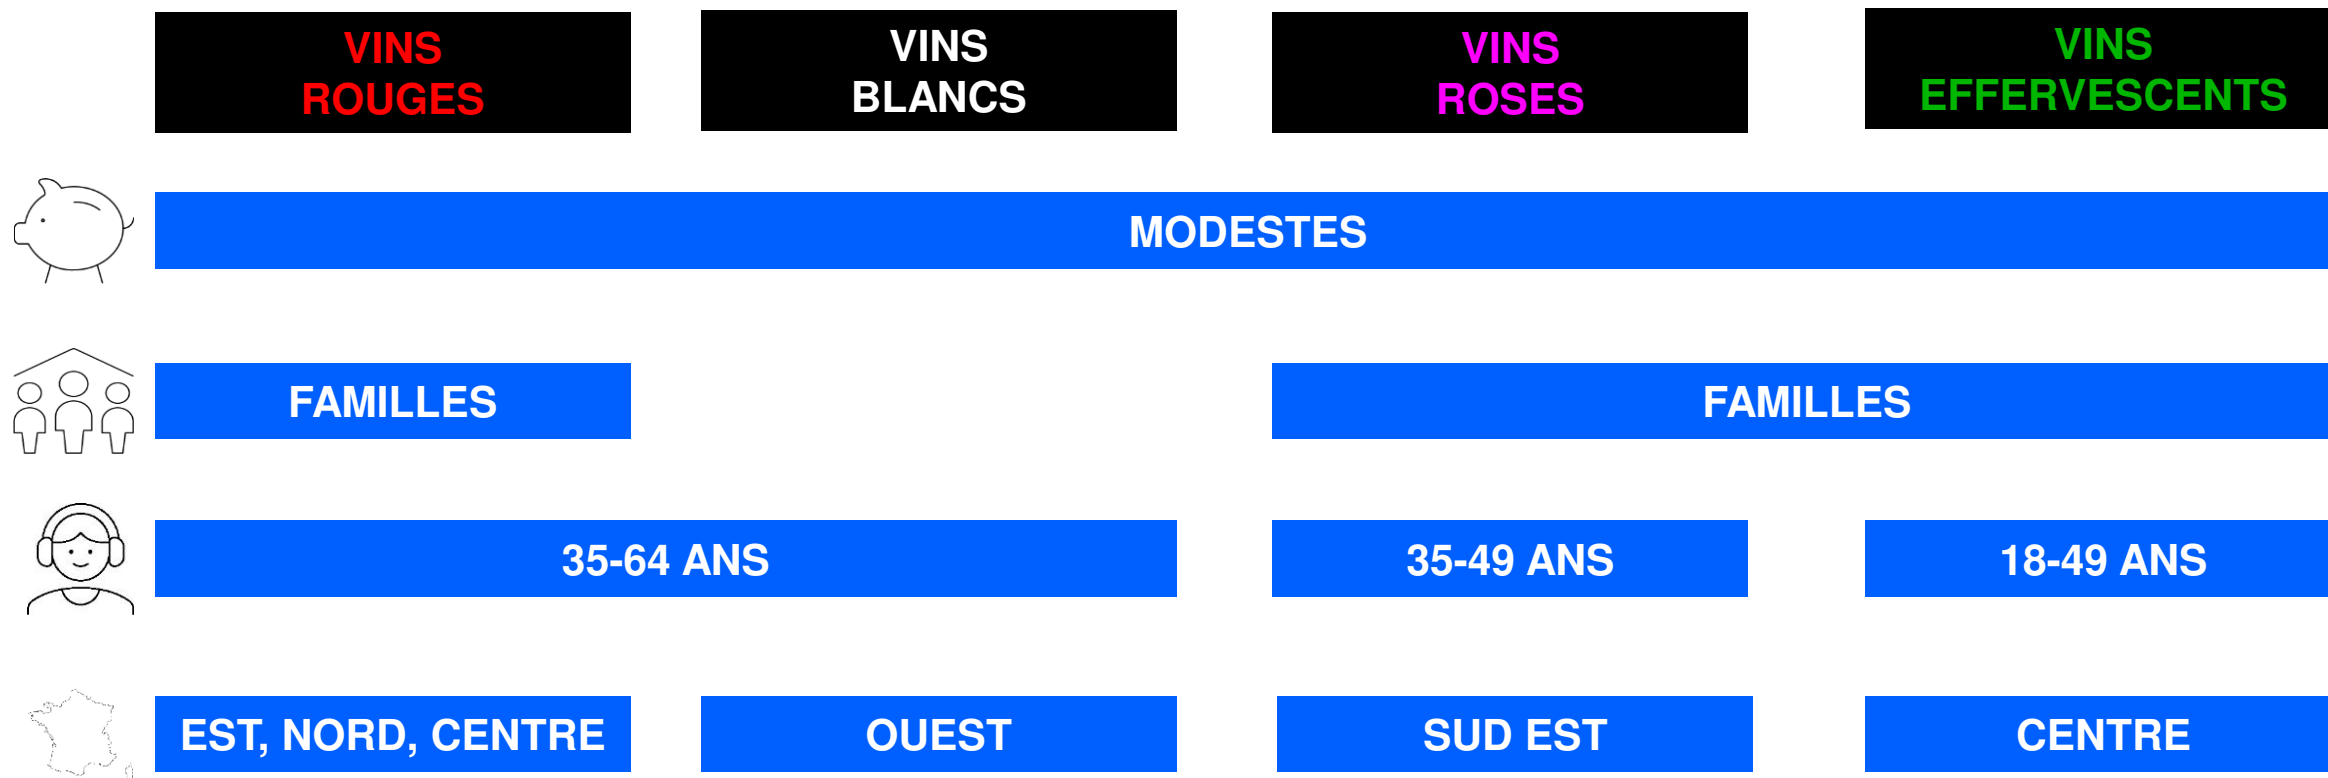 VINS
ROUGES
VINS
BLANCS
VINS
ROSES
VINS
EFFERVESCENTS
MODESTES
FAMILLES
FAMILLES
35-64 ANS
35-49 ANS
18-49 ANS
EST, NORD, CENTRE
OUEST
SUD EST
CENTRE